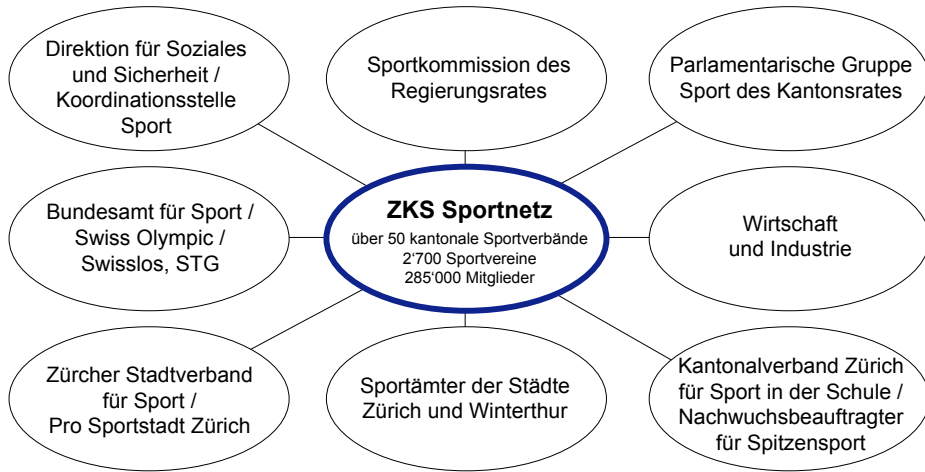 Direktion für Soziales
und Sicherheit /
Koordinationsstelle
Sport
Sportkommission des
Regierungsrates
Parlamentarische Gruppe
Sport des Kantonsrates
Bundesamt für Sport /
Swiss Olympic /
Swisslos, STG
ZKS Sportnetz
über 50 kantonale Sportverbände
2'700 Sportvereine
285‘000 Mitglieder
Wirtschaft
und Industrie
Zürcher Stadtverband
für Sport /
Pro Sportstadt Zürich
Sportämter der Städte
Zürich und Winterthur
Kantonalverband Zürich
für Sport in der Schule /
Nachwuchsbeauftragter
für Spitzensport